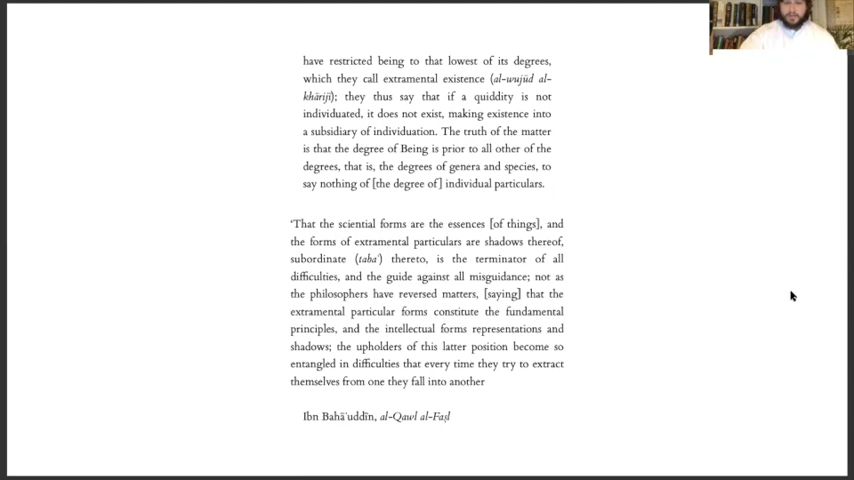 have restricted being to that lowest of its degrees,
which they call extramental existence (al-wujūd al-
khārijī); they thus say that if a quiddity is not
individuated, it does not exist, making existence into
a subsidiary of individuation. The truth of the matter
is that the degree of Being is prior to all other of the
degrees, that is, the degrees of genera and species, to
say nothing of [the degree of] individual particulars.
‘That the sciential forms are the essences [of things], and
the forms of extramental particulars are shadows thereof,
subordinate (tabaʿ) thereto, is the terminator of all
difficulties, and the guide against all misguidance; not as
the philosophers have reversed matters, [saying] that the
extramental particular forms constitute the fundamental
principles, and the intellectual forms representations and
shadows; the upholders of this latter position become so
entangled in difficulties that every time they try to extract
themselves from one they fall into another
Ibn Bahāʾuddīn, al-Qawl al-Faṣl